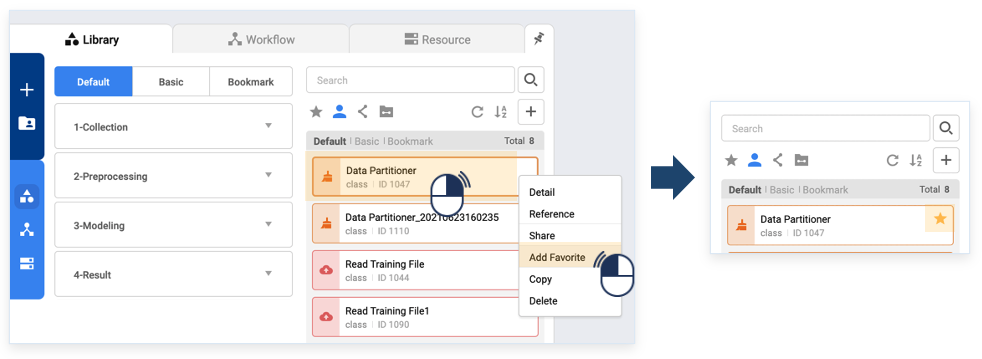 Library
Workflow
Resource
Default
Basic
Bookmark
1-Collection
2-Preprocessing
3-Modeling
4-Result
Search
Default | Basic | Bookmark Total 8
Data Partitioner
class | ID 1047
Data Partitioner_20210623160235
class | ID 1110
Read Training File
class | ID 1044
Read Training File1
class | ID 1090
Detail
Reference
Share
Add Favorite
Copy
Delete
Search
Default | Basic | Bookmark Total 8
Data Partitioner
class | ID 1047